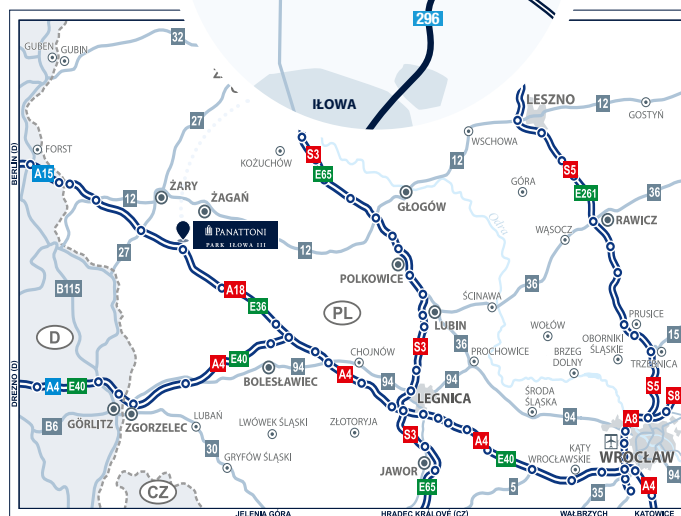 296
IŁOWA
32
GUBEN
GUBIN
LESZNO
12
GOSTYŃ
27
FORST
BERLIN (D)
A15
KOŻUCHÓW
S3
E65
WSCHOWA
12
S5
E261
36
GÓRA
ŻARY
12
ŻAGAŃ
GŁOGÓW
Odra
RAWICZ
PANATTONI
PARK IŁOWA III
WĄSOCZ
27
12
POLKOWICE
B115
A18
E36
PL
ŚCINAWA
36
LUBIN
PRUSICE
D
WOŁÓW
OBORNIKI
ŚLĄSKIE
15
S3
36
PROCHOWICE
BRZEG
DOLNY
TRZEBNICA
A4
E40
94
CHOJNÓW
BOLESŁAWIEC
A4
94
DREZNO (D)
A4
E40
LEGNICA
ŚRODA
ŚLĄSKA
94
S5
S8
A8
GÖRLITZ
ZGORZELEC
B6
LUBAŃ
LWÓWEK ŚLĄSKI
ZŁOTORYJA
S3
A4
E40
30
GRYFÓW ŚLĄSKI
JAWOR
KĄTY
WROCŁAWSKIE
WROCŁAW
94
CZ
E65
5
35
A4
JELENIA GÓRA
HRADEC KRÁLOVÉ (CZ)
WAŁBRZYCH
KATOWICE